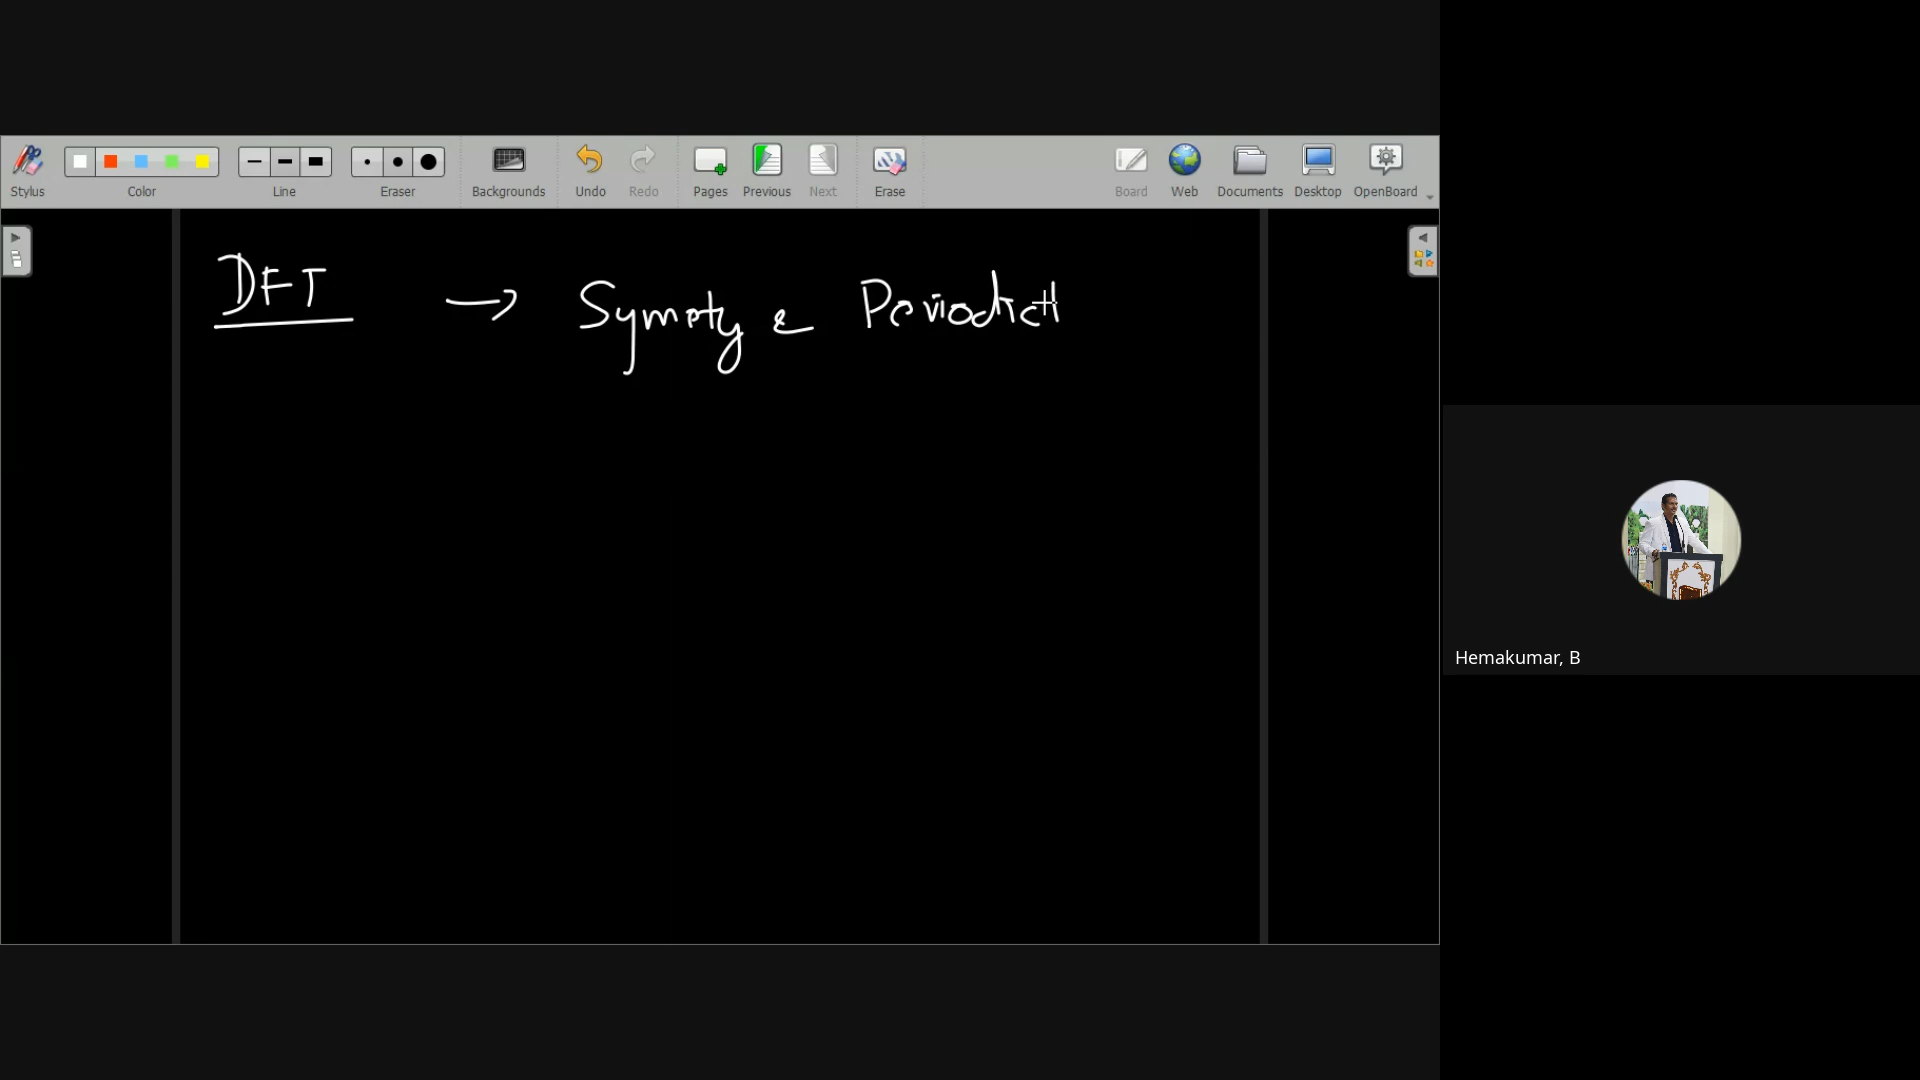 Stylus Color Line Eraser Backgrounds Undo Redo Pages Previous Next Erase Board Web Documents Desktop OpenBoard
DFT → Symmetry & Periodicit
Hemakumar, B